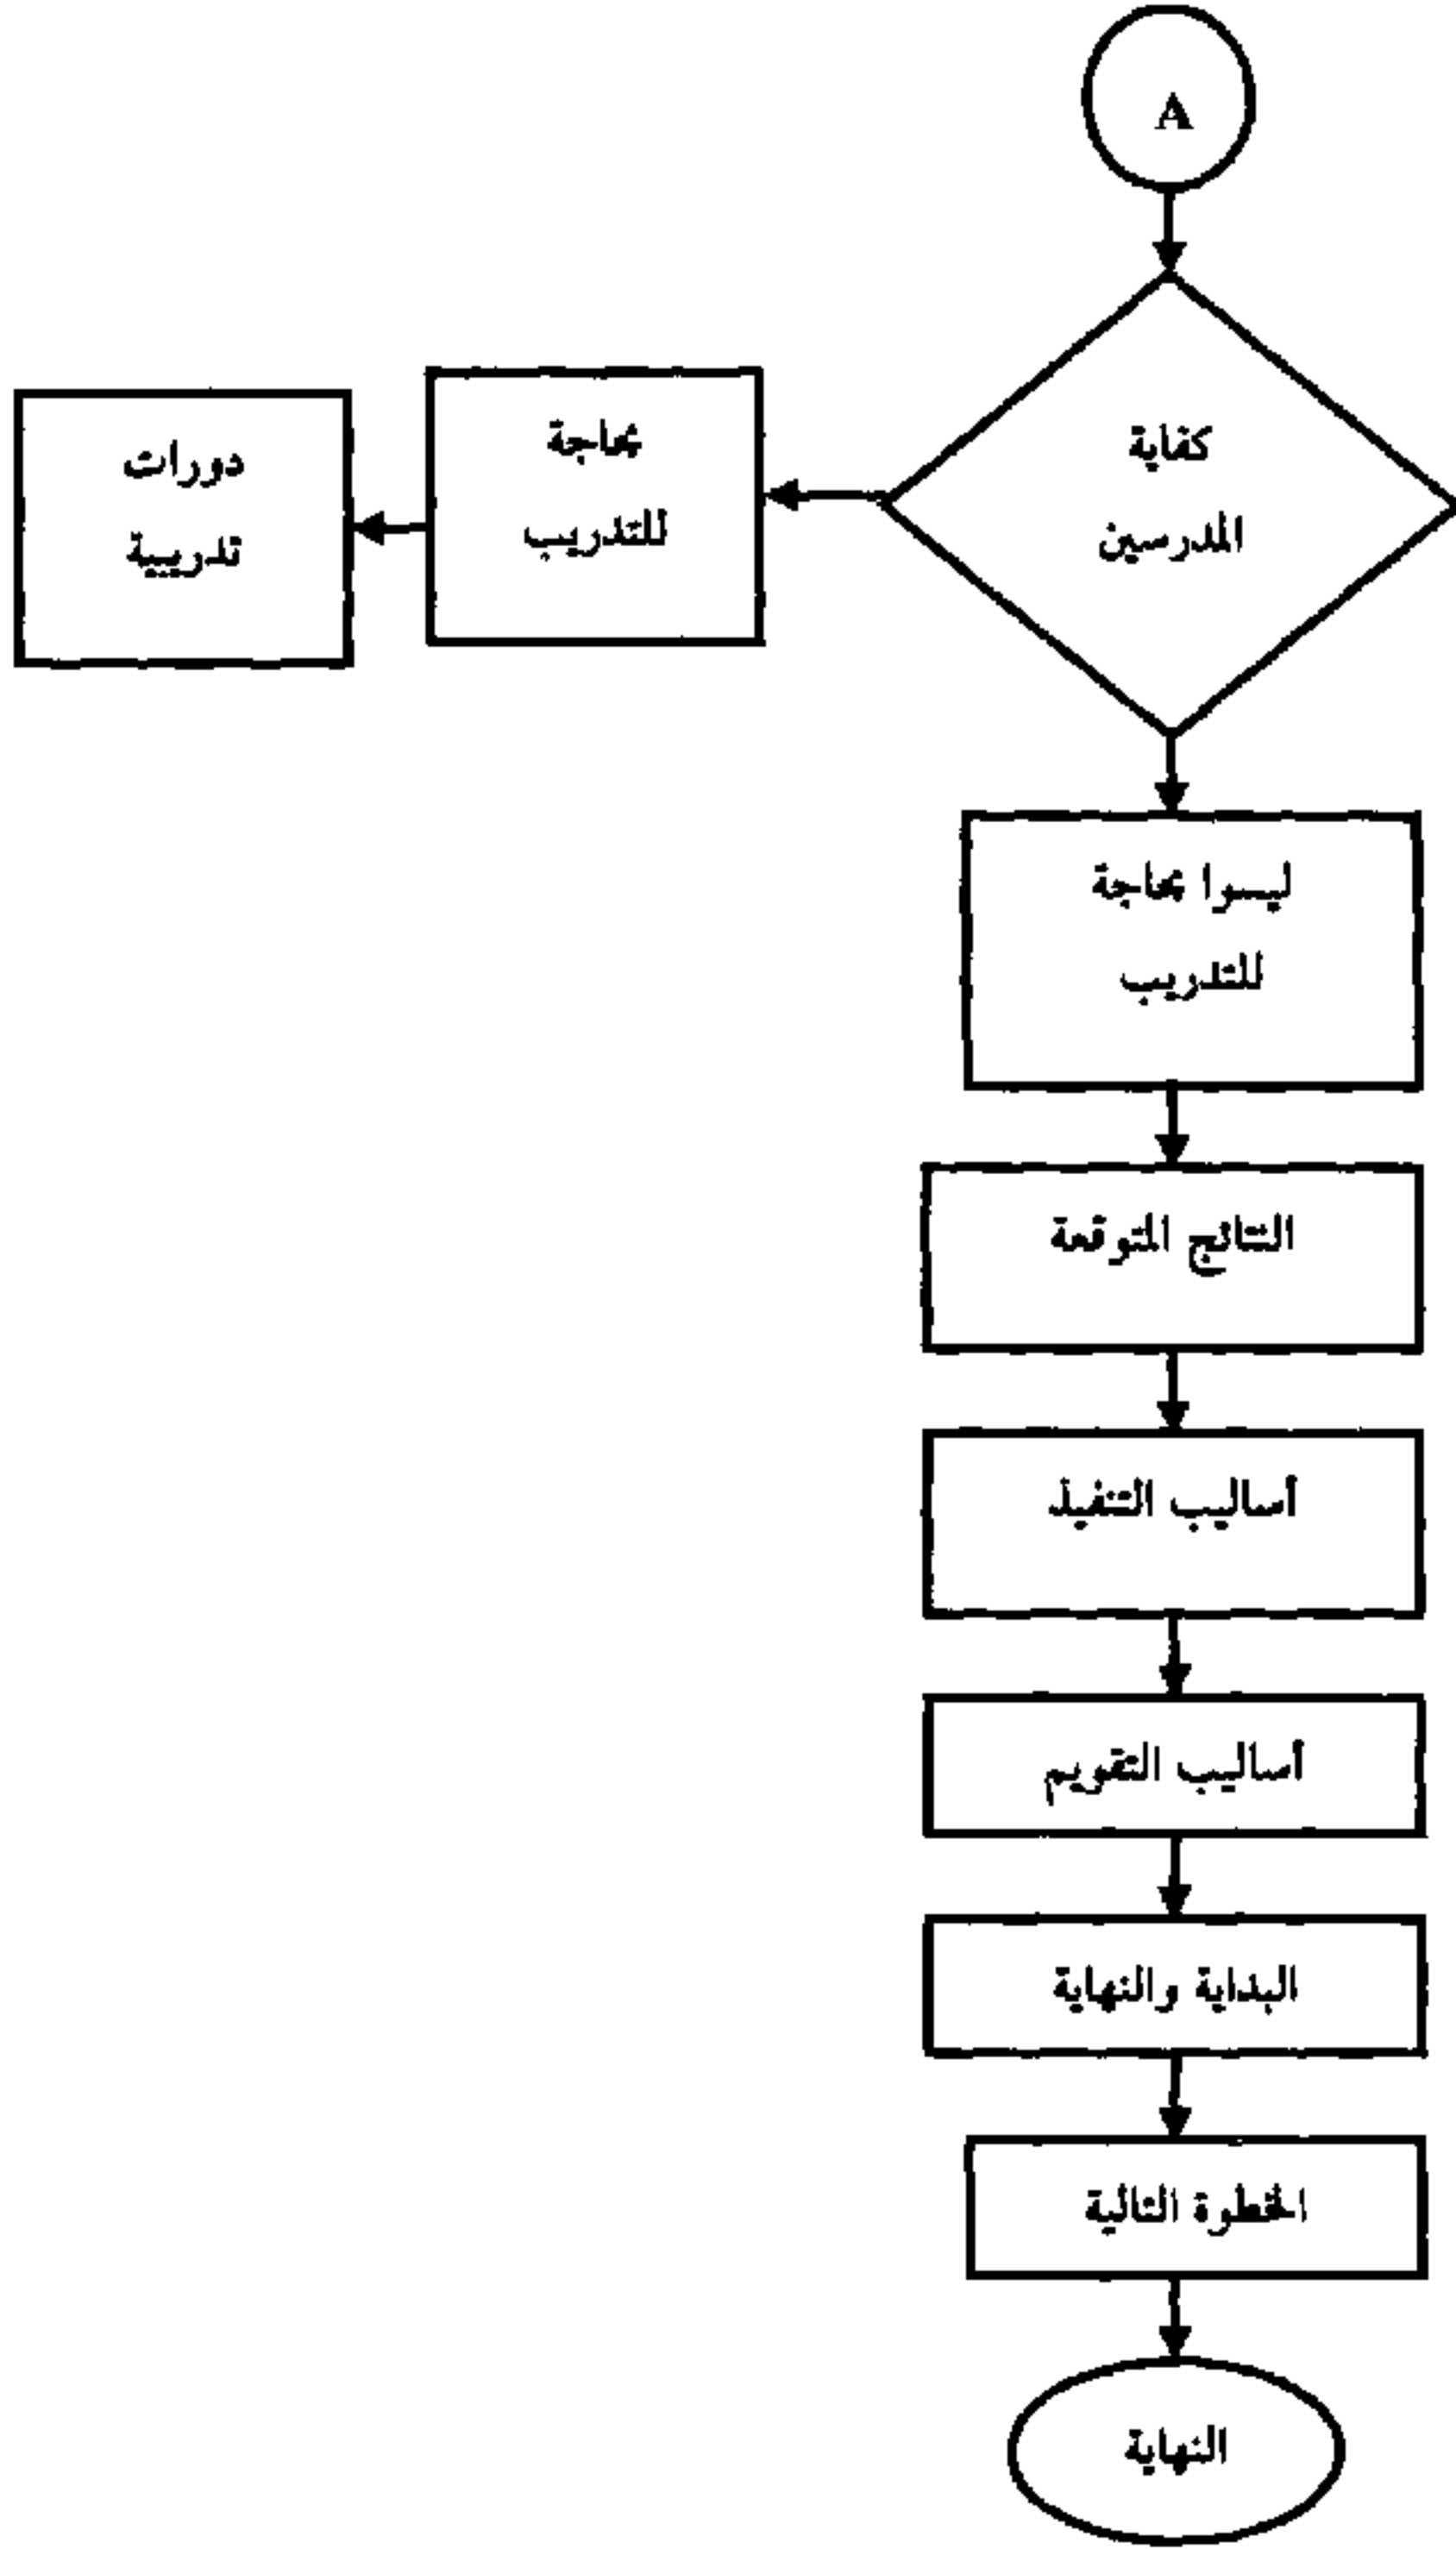 A
كفاية
المدرسين
بحاجة
للتدريب
دورات
تدريبية
ليسوا بحاجة
للتدريب
النتائج المتوقعة
أساليب التنفيذ
أساليب التقويم
البداية والنهاية
الخطوة التالية
النهاية